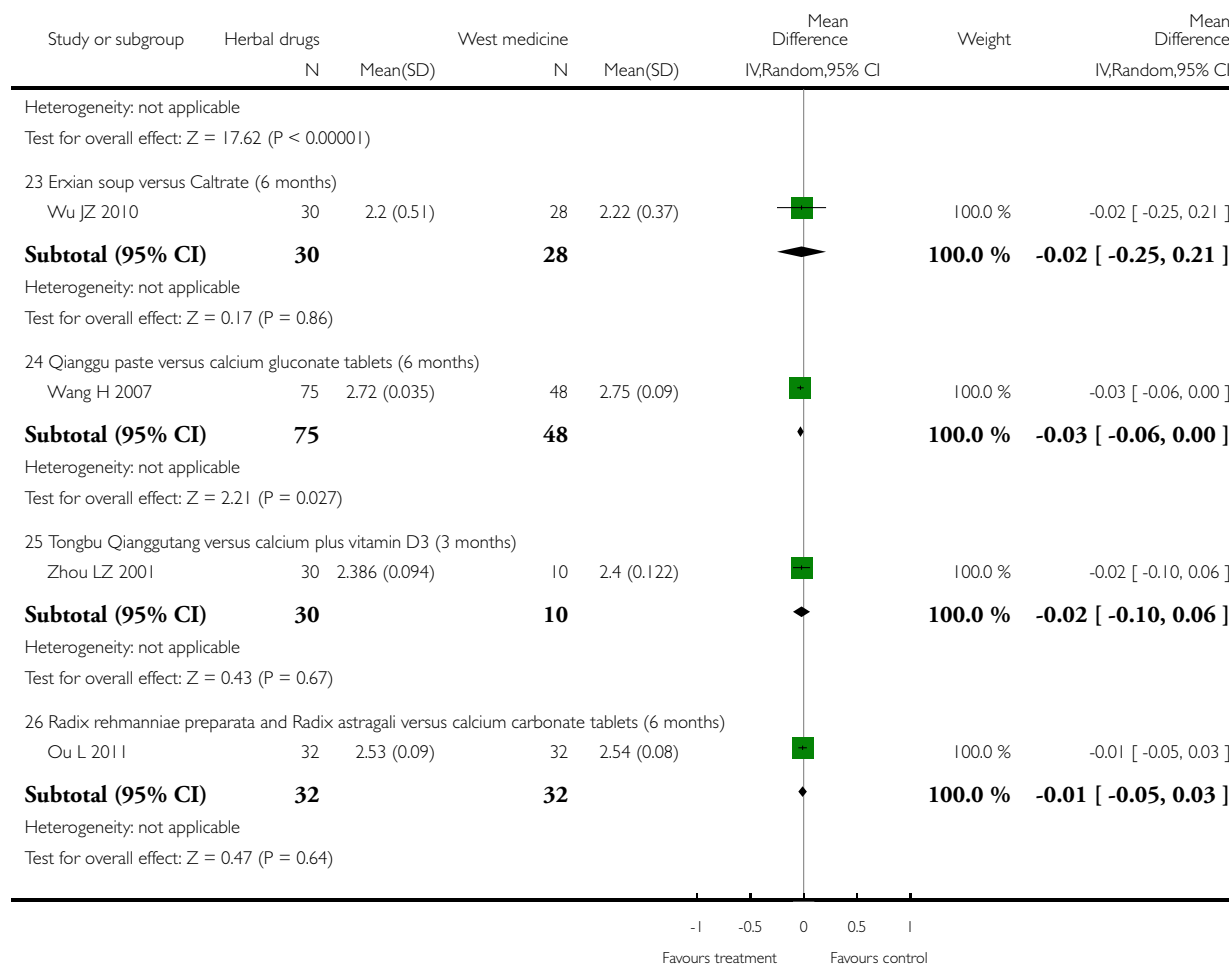 Study or subgroup Herbal drugs West medicine Mean Difference Weight Mean Difference
N Mean(SD) N Mean(SD) IV,Random,95% CI IV,Random,95% CI
Heterogeneity: not applicable
Test for overall effect: Z = 17.62 (P < 0.00001)
23 Erxian soup versus Caltrate (6 months)
Wu JZ 2010 30 2.2 (0.51) 28 2.22 (0.37) 100.0 % -0.02 [ -0.25, 0.21 ]
Subtotal (95% CI) 30 28 100.0 % -0.02 [ -0.25, 0.21 ]
Heterogeneity: not applicable
Test for overall effect: Z = 0.17 (P = 0.86)
24 Qianggu paste versus calcium gluconate tablets (6 months)
Wang H 2007 75 2.72 (0.035) 48 2.75 (0.09) 100.0 % -0.03 [ -0.06, 0.00 ]
Subtotal (95% CI) 75 48 100.0 % -0.03 [ -0.06, 0.00 ]
Heterogeneity: not applicable
Test for overall effect: Z = 2.21 (P = 0.027)
25 Tongbu Qianggutang versus calcium plus vitamin D3 (3 months)
Zhou LZ 2001 30 2.386 (0.094) 10 2.4 (0.122) 100.0 % -0.02 [ -0.10, 0.06 ]
Subtotal (95% CI) 30 10 100.0 % -0.02 [ -0.10, 0.06 ]
Heterogeneity: not applicable
Test for overall effect: Z = 0.43 (P = 0.67)
26 Radix rehmanniae preparata and Radix astragali versus calcium carbonate tablets (6 months)
Ou L 2011 32 2.53 (0.09) 32 2.54 (0.08) 100.0 % -0.01 [ -0.05, 0.03 ]
Subtotal (95% CI) 32 32 100.0 % -0.01 [ -0.05, 0.03 ]
Heterogeneity: not applicable
Test for overall effect: Z = 0.47 (P = 0.64)
-1 -0.5 0 0.5 1
Favours treatment Favours control